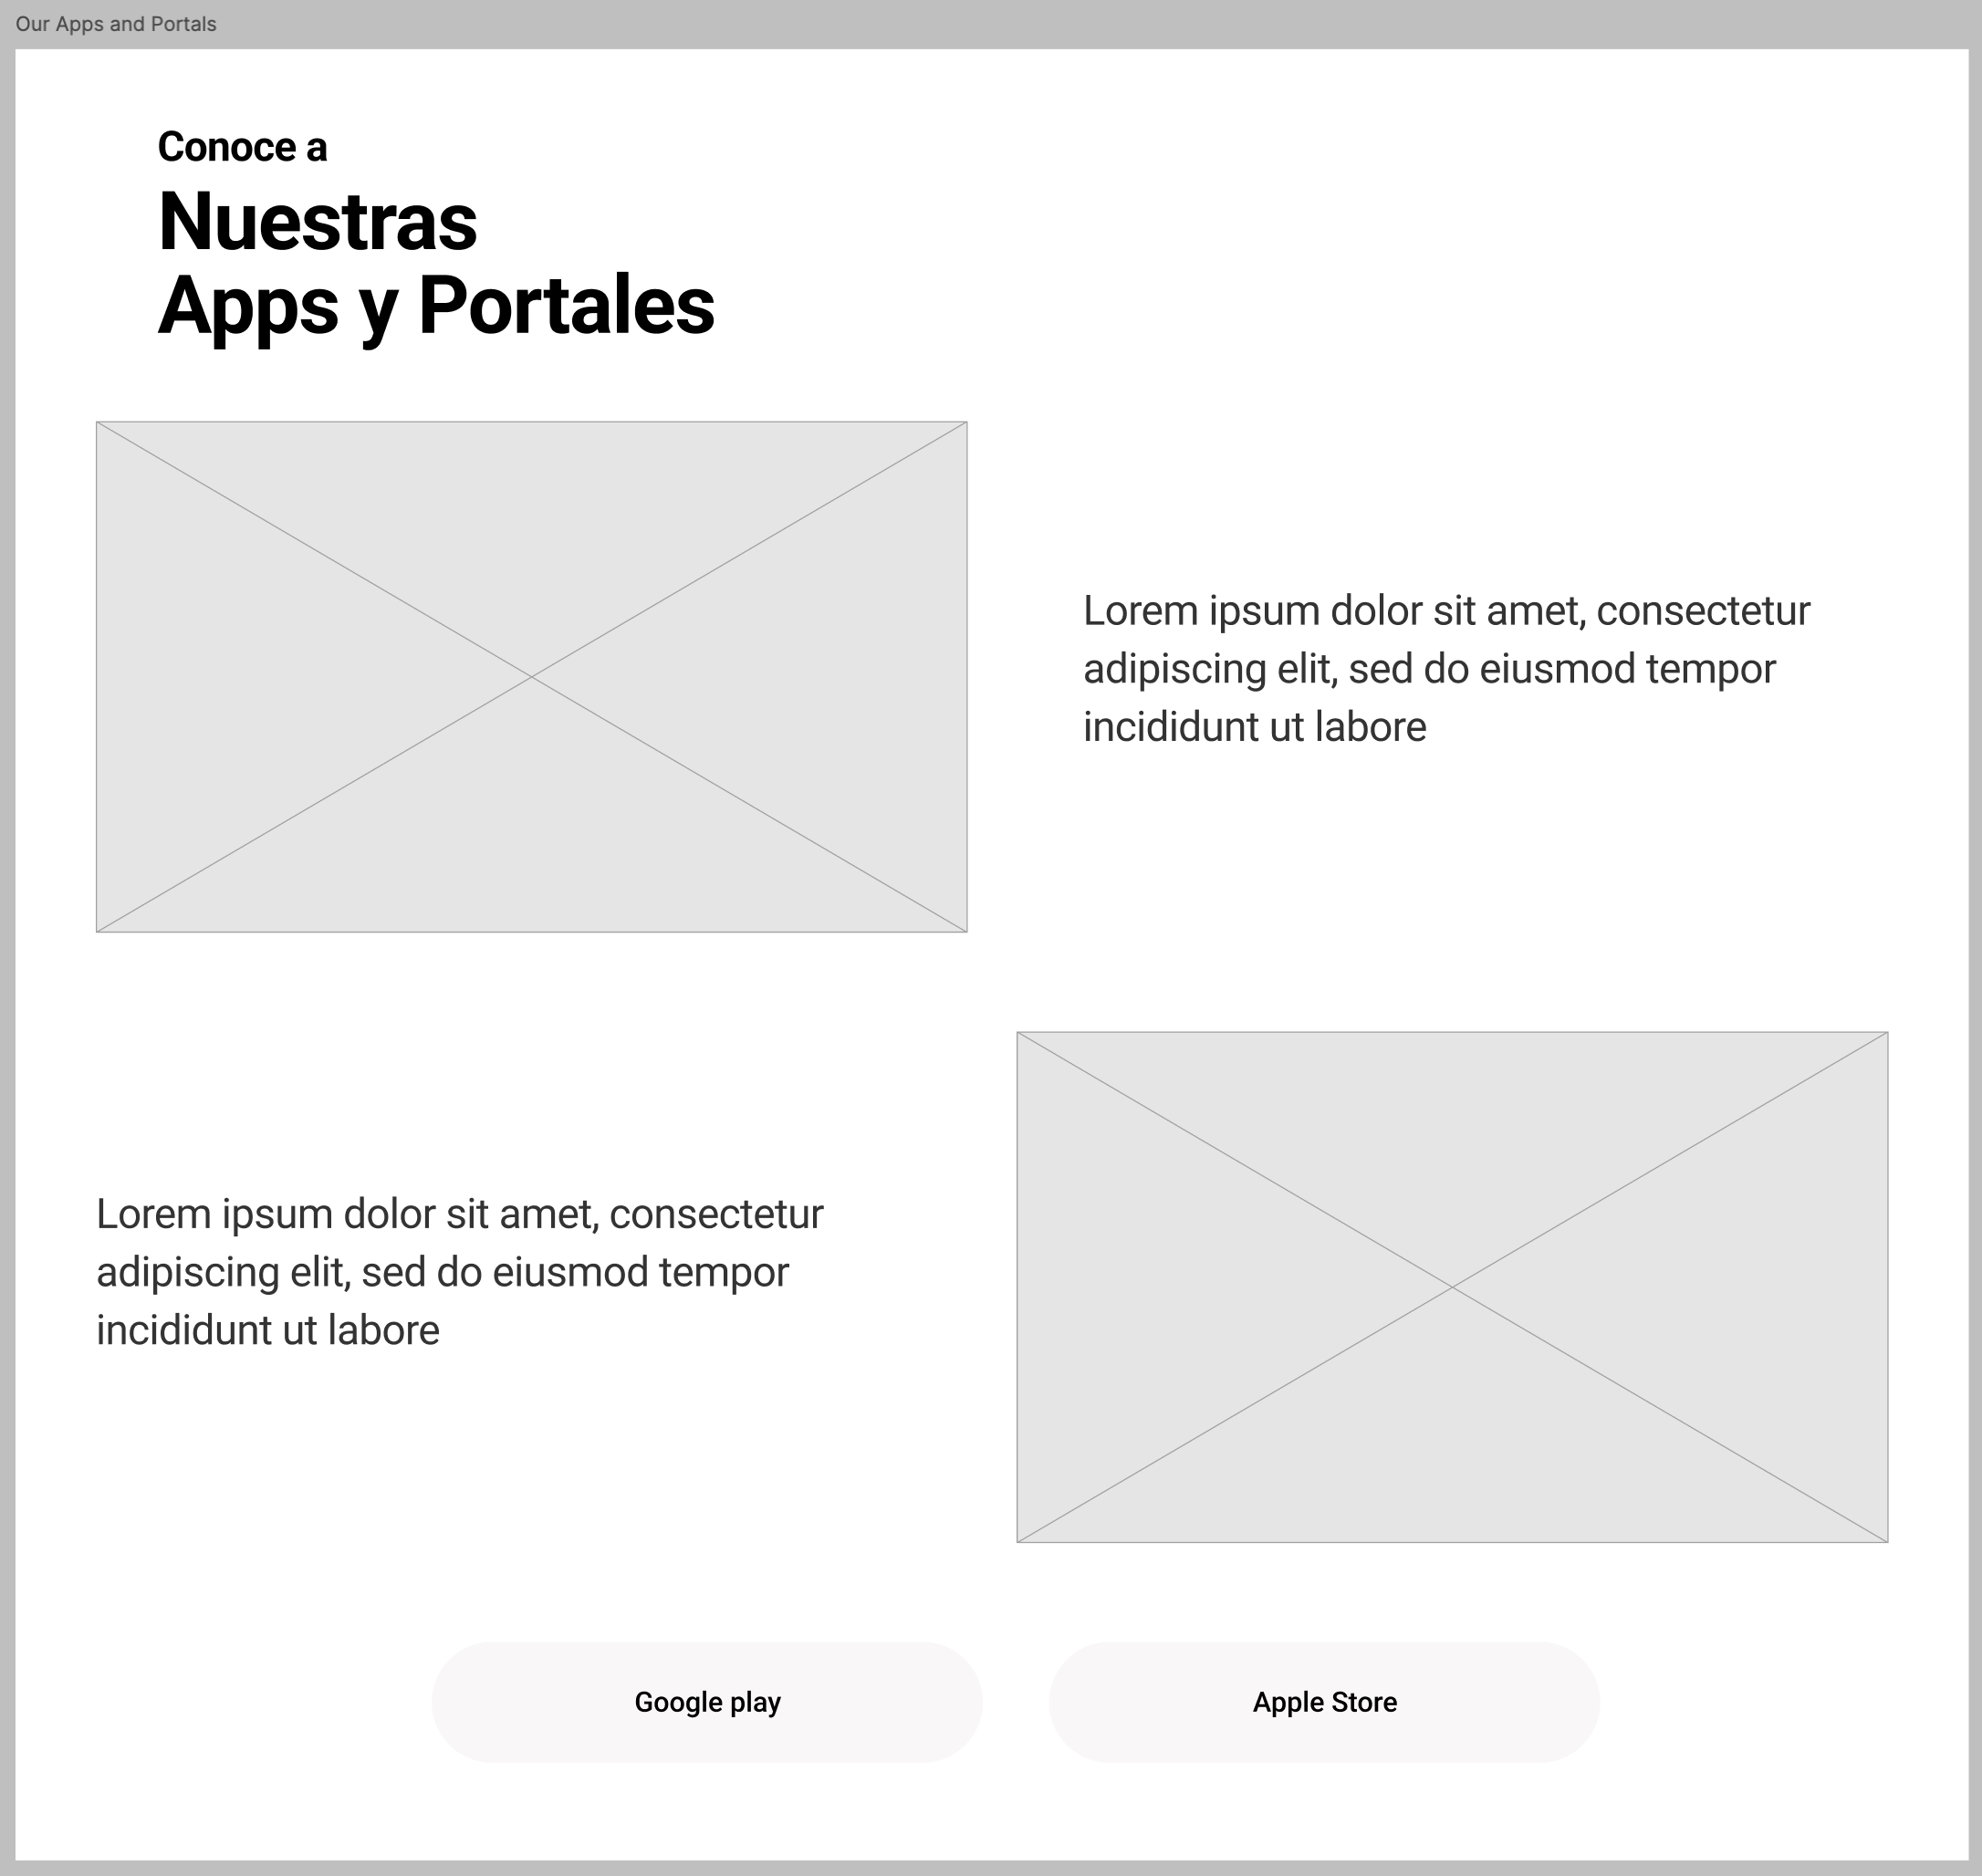 Our Apps and Portals
Conoce a
Nuestras
Apps y Portales
Lorem ipsum dolor sit amet, consectetur
adipiscing elit, sed do eiusmod tempor
incididunt ut labore
Lorem ipsum dolor sit amet, consectetur
adipiscing elit, sed do eiusmod tempor
incididunt ut labore
Google play
Apple Store